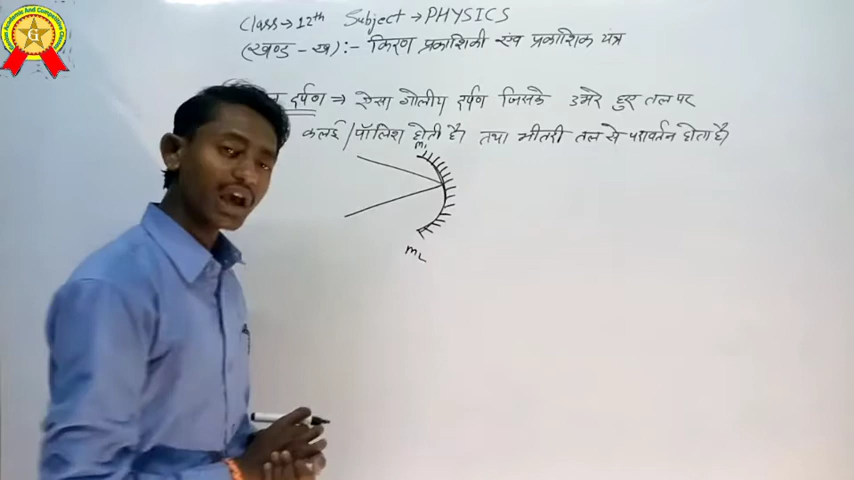 Class → 12th Subject → PHYSICS
(खण्ड - ख) :- किरण प्रकाशिकी एवं प्रकाशिक यंत्र
दर्पण ⇒ ऐसा गोलीय दर्पण जिसके उभरे हुए तल पर
कलई / पॉलिश होती है। तथा भीतरी तल से परावर्तन होता है
M₁
M₂
G